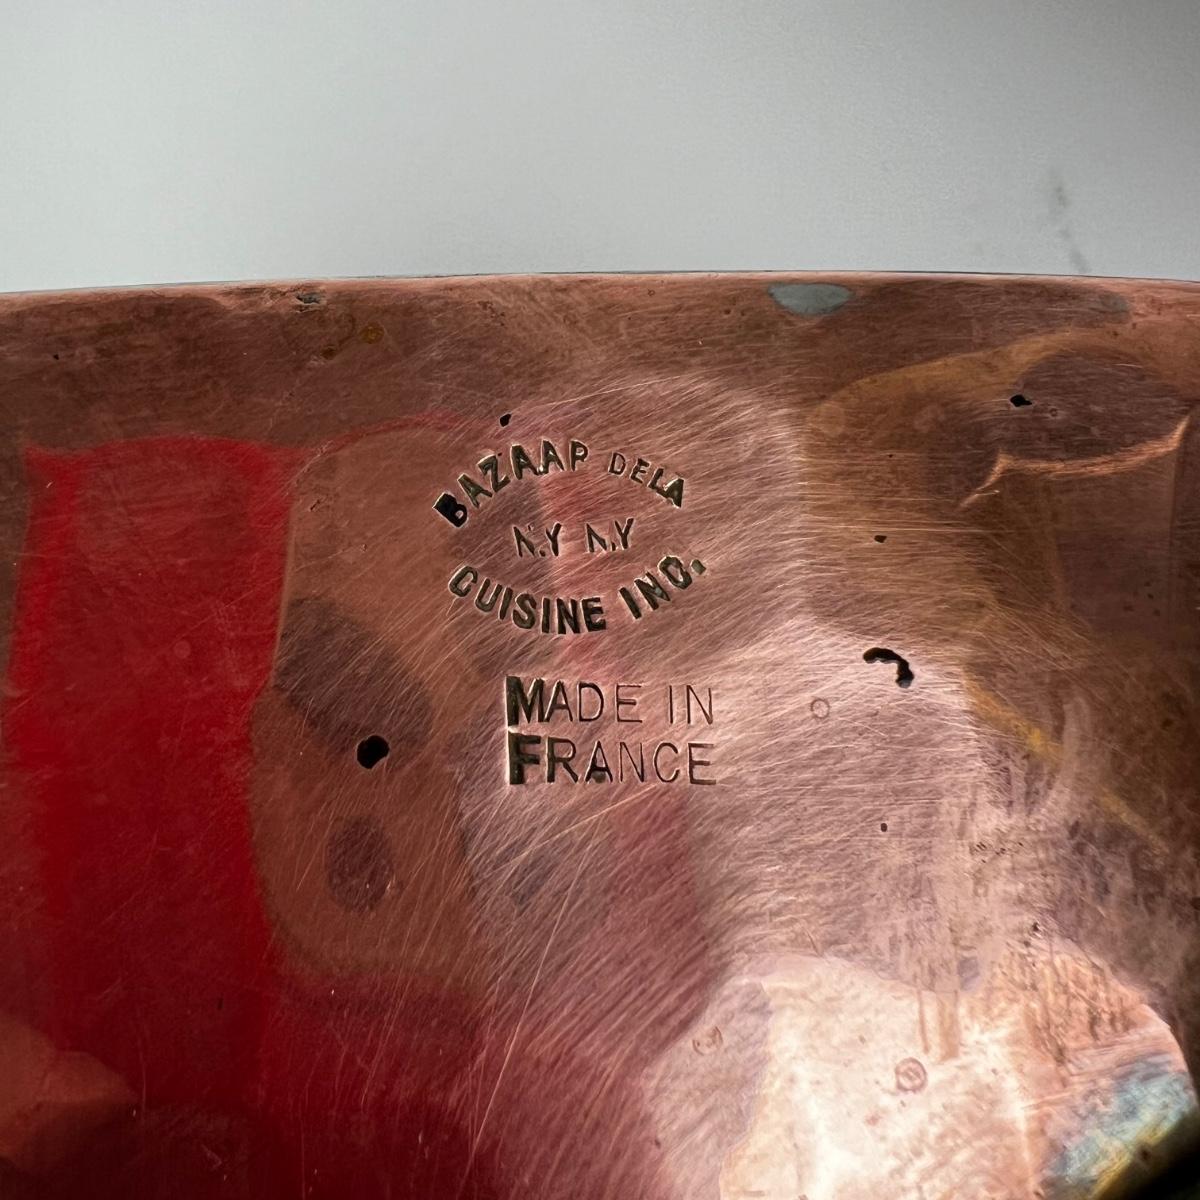 BAZAAP DELA
N.Y N.Y
CUISINE INC.
MADE IN
FRANCE